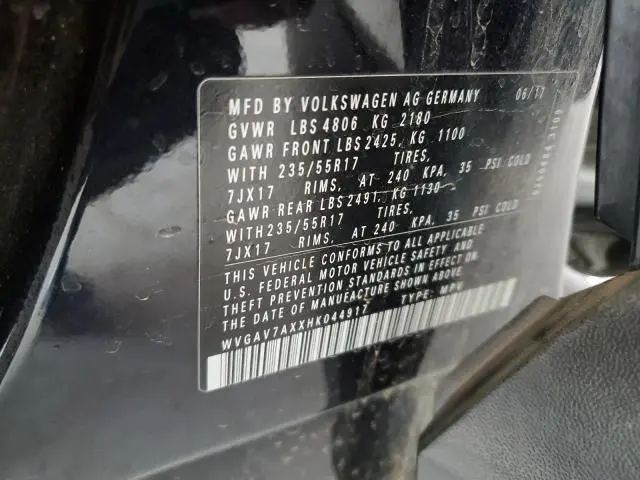 MFD BY VOLKSWAGEN AG GERMANY 06/17
GVWR LBS 4806 KG 2180
GAWR FRONT LBS 2425, KG 1100
WITH 235/55R17 TIRES,
7JX17 RIMS, AT 240 KPA, 35 PSI COLD
GAWR REAR LBS 2491, KG 1130
WITH 235/55R17 TIRES,
7JX17 RIMS, AT 240 KPA, 35 PSI COLD
THIS VEHICLE CONFORMS TO ALL APPLICABLE
U.S. FEDERAL MOTOR VEHICLE SAFETY AND
THEFT PREVENTION STANDARDS IN EFFECT ON
THE DATE OF MANUFACTURE SHOWN ABOVE.
WVGAV7AXXHK044917 TYPE: MPV